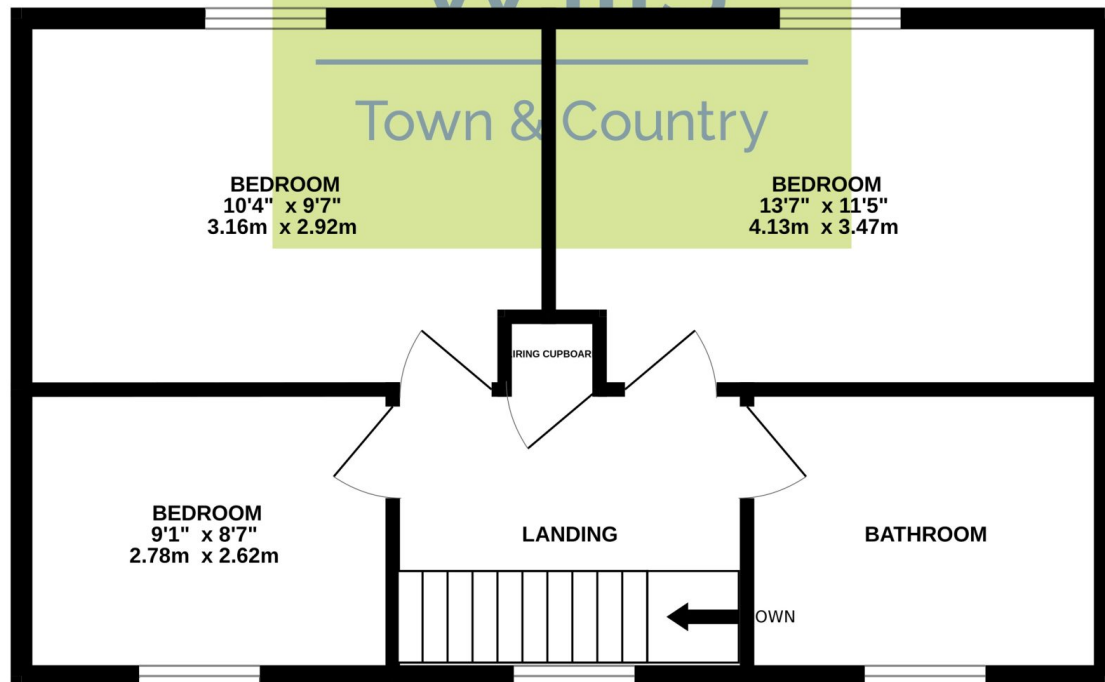 Town & Country
BEDROOM
10'4" x 9'7"
3.16m x 2.92m
BEDROOM
13'7" x 11'5"
4.13m x 3.47m
IRING CUPBOAR
BEDROOM
9'1" x 8'7"
2.78m x 2.62m
LANDING
BATHROOM
OWN